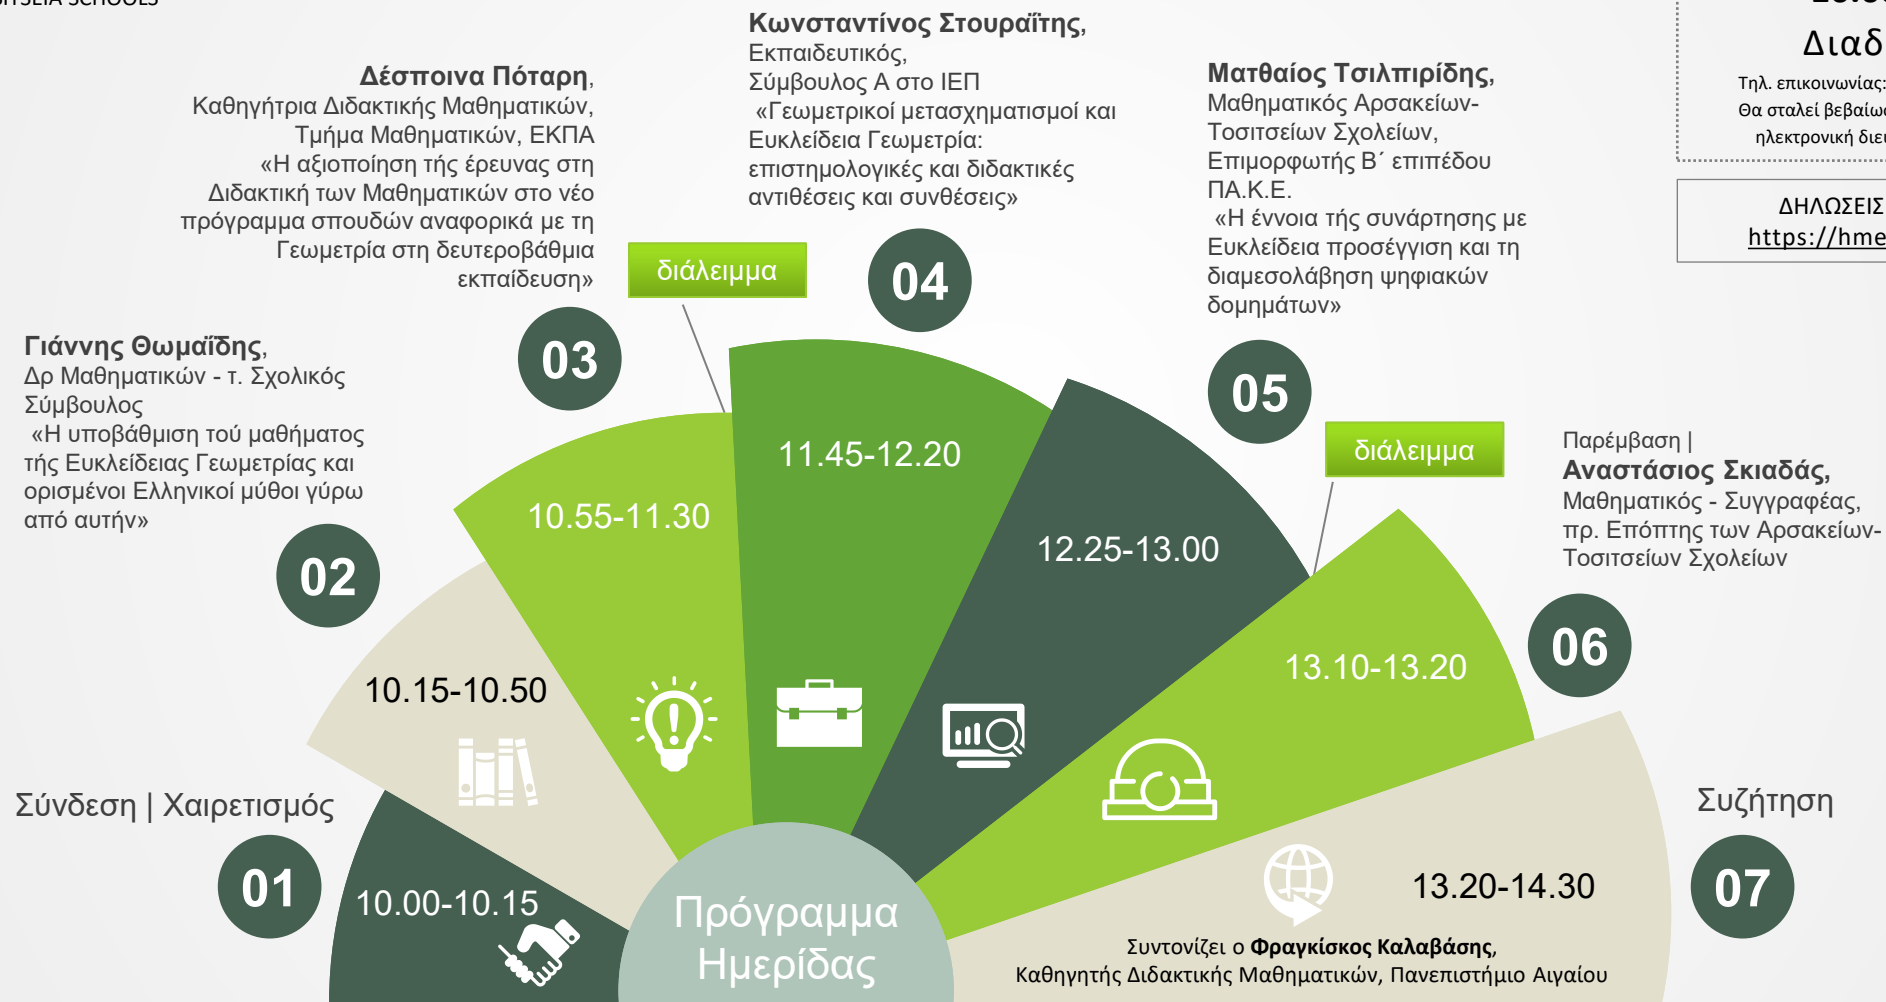 SCHOOLS
Κωνσταντίνος Στουραΐτης,
Εκπαιδευτικός,
Σύμβουλος Α στο ΙΕΠ
«Γεωμετρικοί μετασχηματισμοί και
Ευκλείδεια Γεωμετρία:
επιστημολογικές και διδακτικές
αντιθέσεις και συνθέσεις»
04
Δέσποινα Πόταρη,
Καθηγήτρια Διδακτικής Μαθηματικών,
Τμήμα Μαθηματικών, ΕΚΠΑ
«Η αξιοποίηση τής έρευνας στη
Διδακτική των Μαθηματικών στο νέο
πρόγραμμα σπουδών αναφορικά με τη
Γεωμετρία στη δευτεροβάθμια
εκπαίδευση»
03
διάλειμμα
Ματθαίος Τσιλπιρίδης,
Μαθηματικός Αρσακείων-
Τοσιτσείων Σχολείων,
Επιμορφωτής Β΄ επιπέδου
ΠΑ.Κ.Ε.
«Η έννοια τής συνάρτησης με
Ευκλείδεια προσέγγιση και τη
διαμεσολάβηση ψηφιακών
δομημάτων»
05
Διαδ
Τηλ. επικοινωνίας:
Θα σταλεί βεβαίωσ
ηλεκτρονική διει
ΔΗΛΩΣΕΙΣ
https://hme
Γιάννης Θωμαΐδης,
Δρ Μαθηματικών - τ. Σχολικός
Σύμβουλος
«Η υποβάθμιση τού μαθήματος
τής Ευκλείδειας Γεωμετρίας και
ορισμένοι Ελληνικοί μύθοι γύρω
από αυτήν»
02
διάλειμμα
Παρέμβαση |
Αναστάσιος Σκιαδάς,
Μαθηματικός - Συγγραφέας,
πρ. Επόπτης των Αρσακείων-
Τοσιτσείων Σχολείων
06
11.45-12.20
10.55-11.30
12.25-13.00
13.10-13.20
10.15-10.50
Σύνδεση | Χαιρετισμός
01
10.00-10.15
Πρόγραμμα
Ημερίδας
Συζήτηση
07
13.20-14.30
Συντονίζει ο Φραγκίσκος Καλαβάσης,
Καθηγητής Διδακτικής Μαθηματικών, Πανεπιστήμιο Αιγαίου